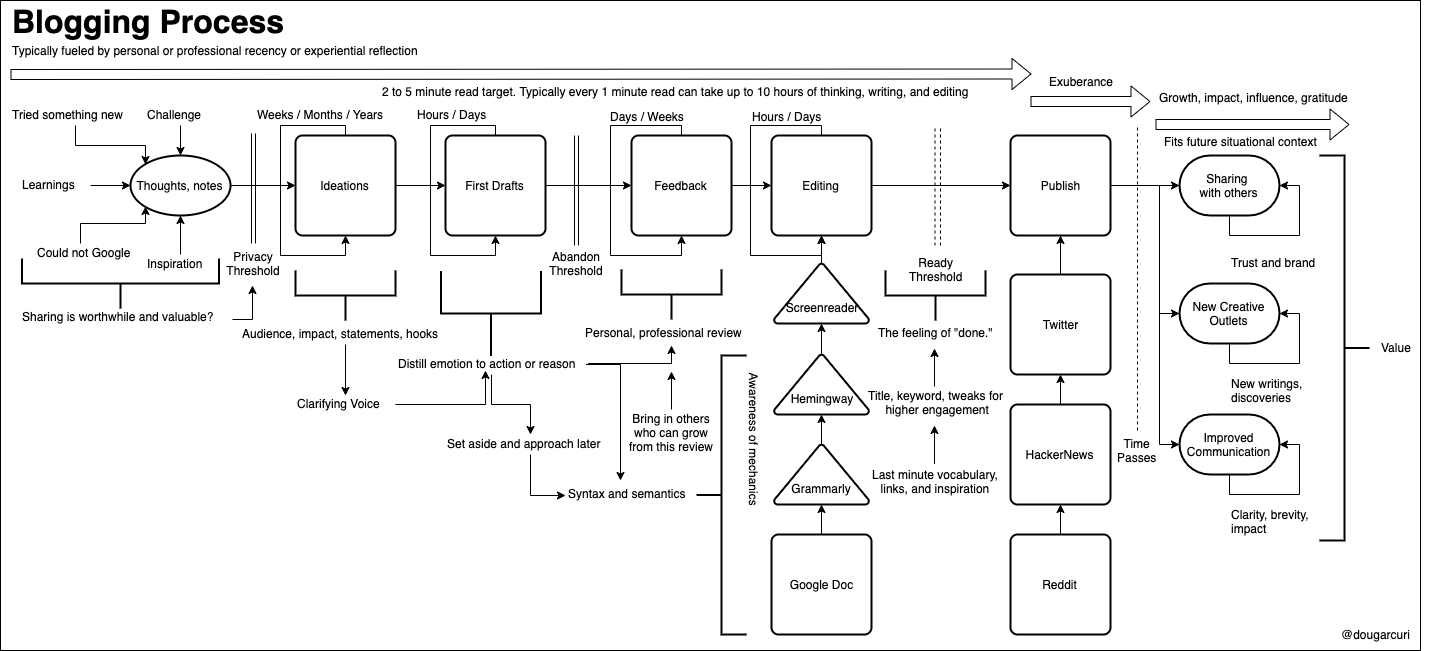 Blogging Process
Typically fueled by personal or professional recency or experiential reflection
2 to 5 minute read target. Typically every 1 minute read can take up to 10 hours of thinking, writing, and editing
Exuberance
Growth, impact, influence, gratitude
Tried something new
Challenge
Weeks / Months / Years
Hours / Days
Days / Weeks
Hours / Days
Fits future situational context
Learnings
Thoughts, notes
Ideations
First Drafts
Feedback
Editing
Publish
Sharing
with others
Could not Google
Inspiration
Privacy
Threshold
Abandon
Threshold
Ready
Threshold
Trust and brand
Sharing is worthwhile and valuable?
Audience, impact, statements, hooks
Personal, professional review
Screenreader
The feeling of "done."
Twitter
New Creative
Outlets
Value
Distill emotion to action or reason
Clarifying Voice
Bring in others
who can grow
from this review
Awareness of mechanics
Hemingway
Title, keyword, tweaks for
higher engagement
New writings,
discoveries
Set aside and approach later
Syntax and semantics
Grammarly
Last minute vocabulary,
links, and inspiration
HackerNews
Time
Passes
Improved
Communication
Clarity, brevity,
impact
Google Doc
Reddit
@dougarcuri